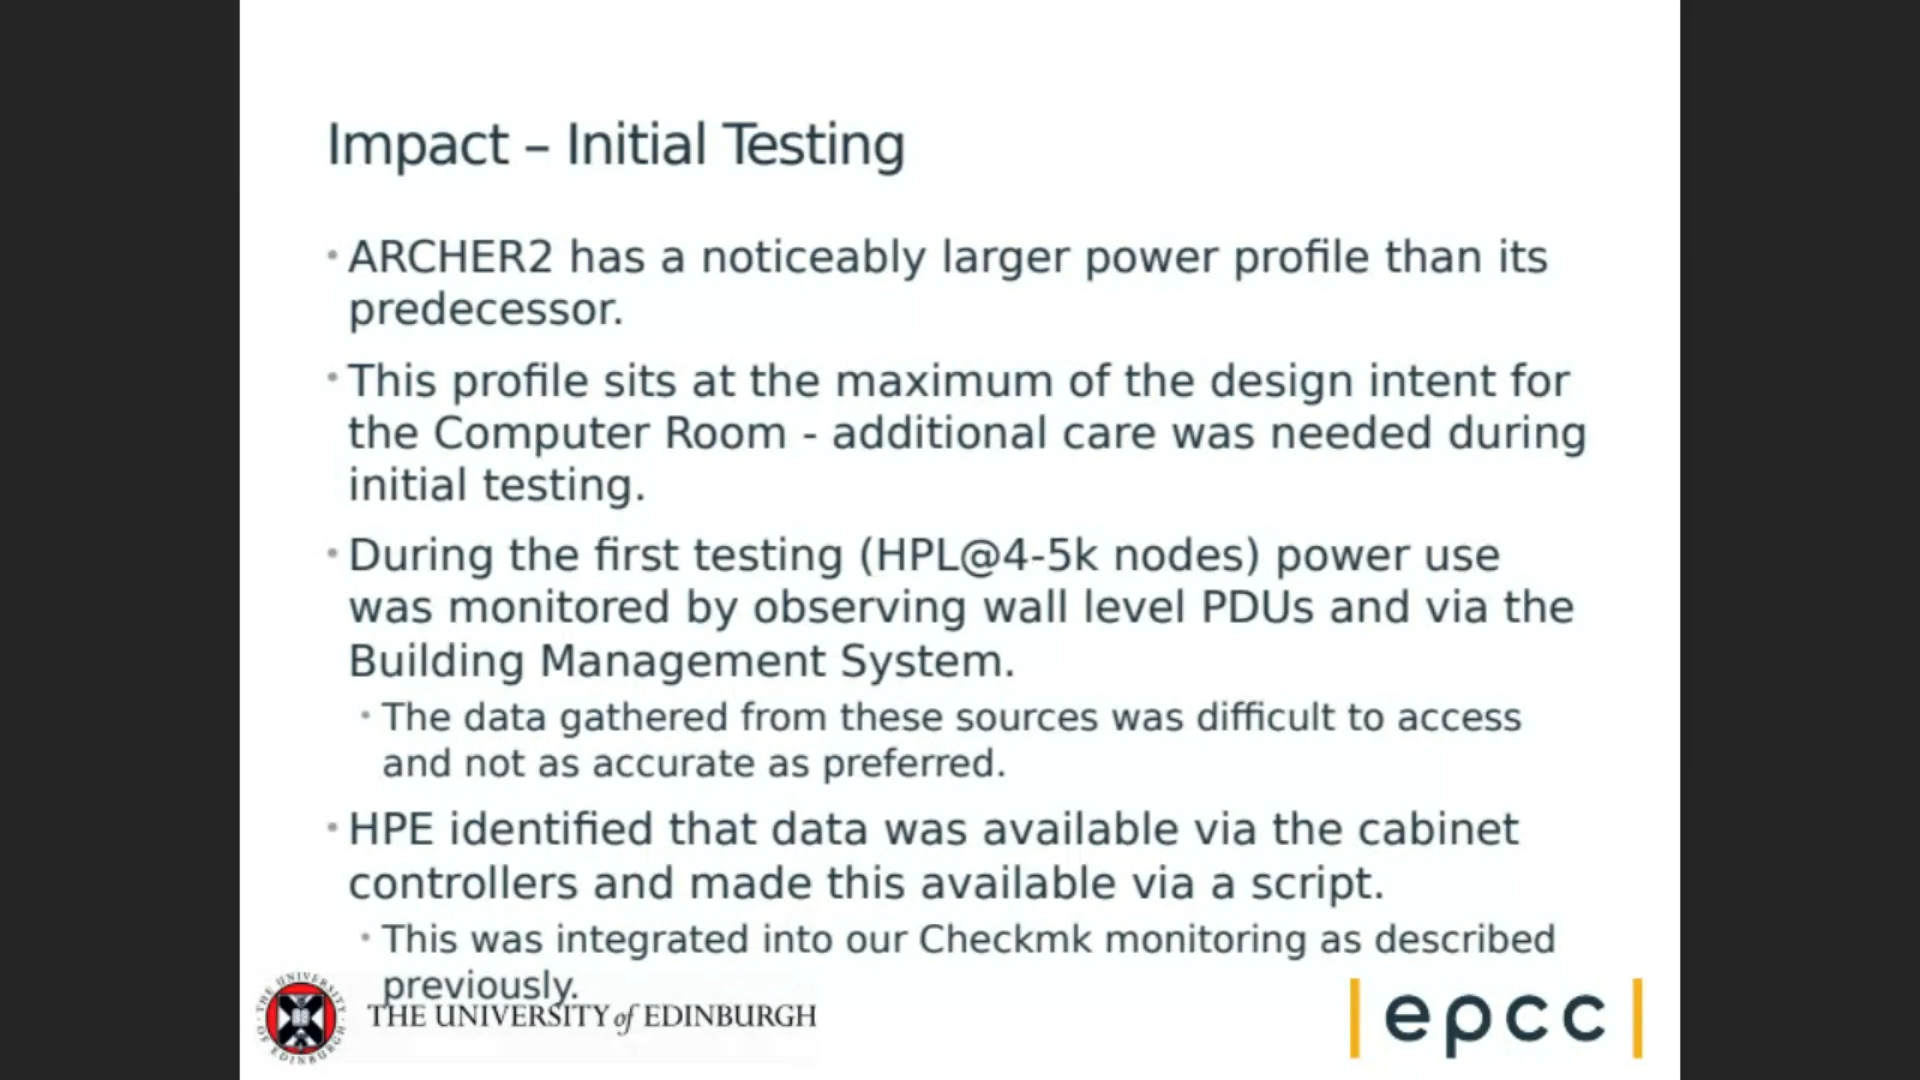 Impact – Initial Testing
• ARCHER2 has a noticeably larger power profile than its
predecessor.
• This profile sits at the maximum of the design intent for
the Computer Room - additional care was needed during
initial testing.
• During the first testing (HPL@4-5k nodes) power use
was monitored by observing wall level PDUs and via the
Building Management System.
• The data gathered from these sources was difficult to access
and not as accurate as preferred.
• HPE identified that data was available via the cabinet
controllers and made this available via a script.
• This was integrated into our Checkmk monitoring as described
previously.
THE UNIVERSITY OF EDINBURGH
THE UNIVERSITY of EDINBURGH
epcc